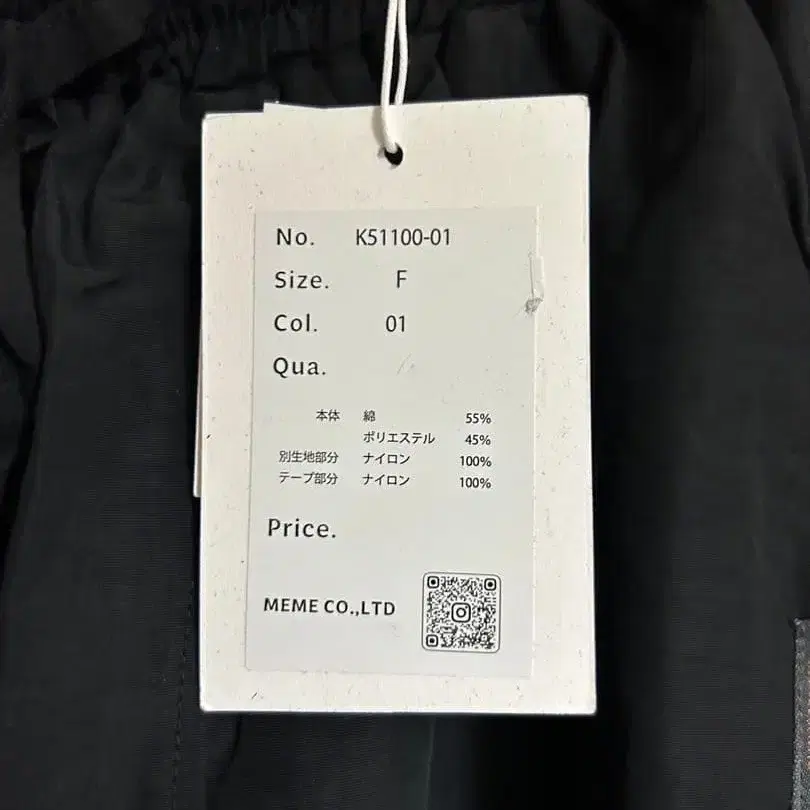 No. K51100-01
Size. F
Col. 01
Qua.
本体 綿 55%
ポリエステル 45%
別生地部分 ナイロン 100%
テープ部分 ナイロン 100%
Price.
MEME CO.,LTD